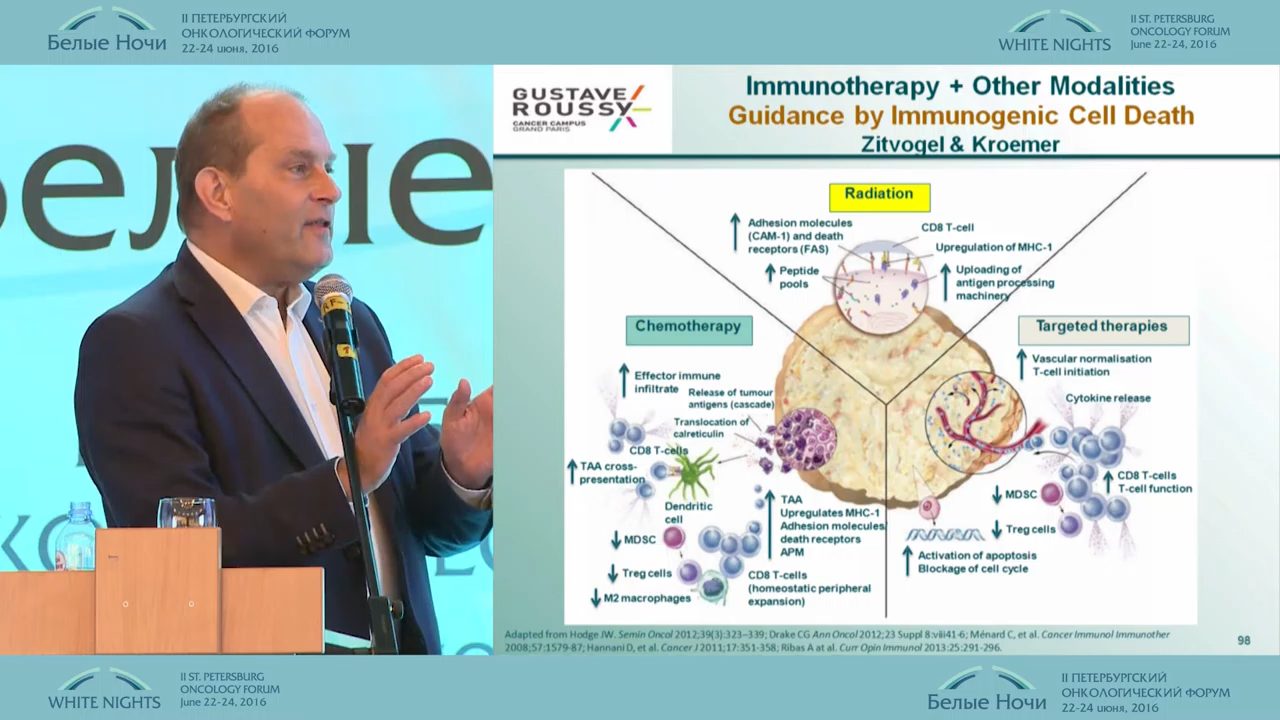 Белые Ночи
II ПЕТЕРБУРГСКИЙ
ОНКОЛОГИЧЕСКИЙ ФОРУМ
22-24 июня, 2016
WHITE NIGHTS
II ST. PETERSBURG
ONCOLOGY FORUM
June 22-24, 2016
GUSTAVE
ROUSSY
CANCER CAMPUS
GRAND PARIS
Immunotherapy + Other Modalities
Guidance by Immunogenic Cell Death
Zitvogel & Kroemer
Radiation
Adhesion molecules
(CAM-1) and death
receptors (FAS)
Peptide
pools
CD8 T-cell
Upregulation of MHC-1
Uploading of
antigen processing
machinery
Chemotherapy
Effector immune
infiltrate
Release of tumour
antigens (cascade)
Translocation of
calreticulin
CD8 T-cells
TAA cross-
presentation
Dendritic
cell
MDSC
Treg cells
M2 macrophages
TAA
Upregulates MHC-1
Adhesion molecules/
death receptors
APM
CD8 T-cells
(homeostatic peripheral
expansion)
Targeted therapies
Vascular normalisation
T-cell initiation
Cytokine release
CD8 T-cells
T-cell function
MDSC
Treg cells
Activation of apoptosis
Blockage of cell cycle
Adapted from Hodge JW. Semin Oncol 2012;39(3):323–339; Drake CG Ann Oncol 2012;23 Suppl 8:viii41-6; Ménard C, et al. Cancer Immunol Immunother
2008;57:1579-87; Hannani D, et al. Cancer J 2011;17:351-358; Ribas A at al. Curr Opin Immunol 2013:25:291-296.
98
WHITE NIGHTS
II ST. PETERSBURG
ONCOLOGY FORUM
June 22-24, 2016
Белые Ночи
II ПЕТЕРБУРГСКИЙ
ОНКОЛОГИЧЕСКИЙ ФОРУМ
22-24 июня, 2016